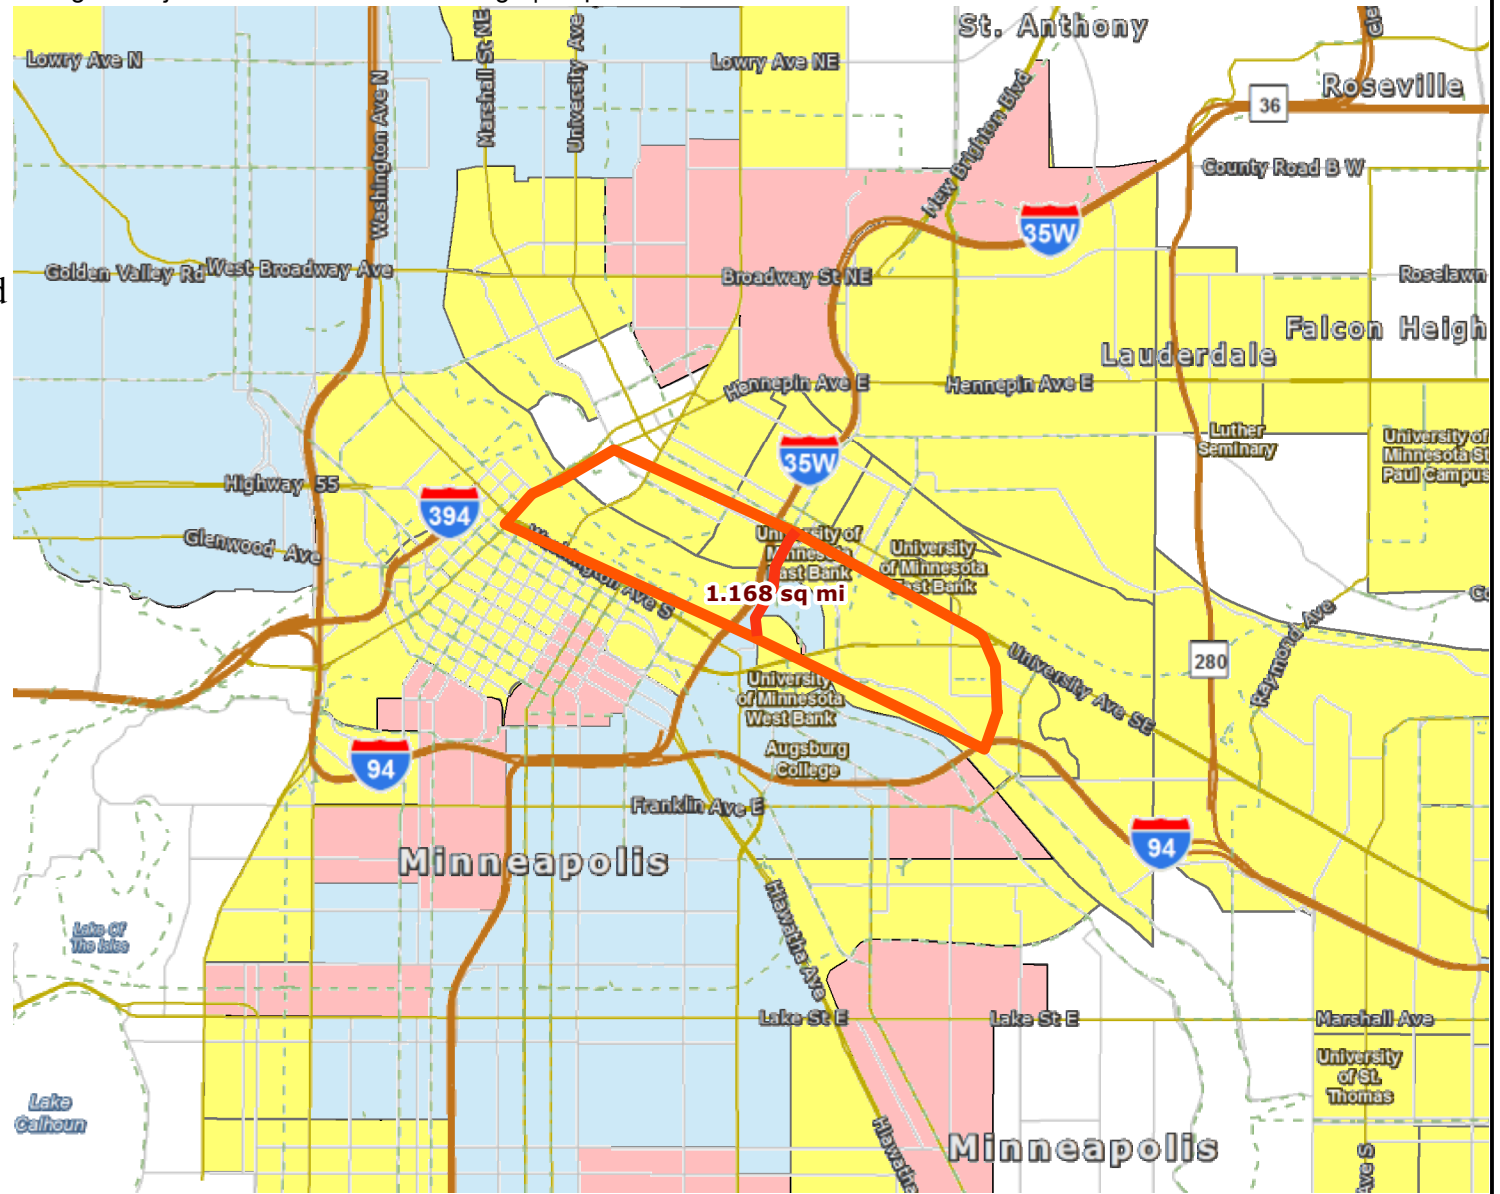 St. Anthony
Lowry Ave N
Lowry Ave NE
Marshall St NE
University Ave
Washington Ave N
New Brighton Blvd
Roseville
36
County Road B W
35W
Golden Valley Rd
West Broadway Ave
Broadway St NE
Roselawn
Falcon Heigh
Lauderdale
Hennepin Ave E
Hennepin Ave E
Luther
Seminary
University of
Minnesota St
Paul Campus
35W
Highway 55
394
Glenwood Ave
Washington Ave S
University of
Minnesota
East Bank
University
of Minnesota
East Bank
1.168 sq mi
280
Raymond Ave
University Ave SE
University
of Minnesota
West Bank
Augsburg
College
94
Franklin Ave E
94
Minneapolis
Lake Of
The Isles
Hiawatha Ave
Lake St E
Lake St E
Marshall Ave
University
of St.
Thomas
Lake
Calhoun
Hiawatha
Minneapolis
Ave S